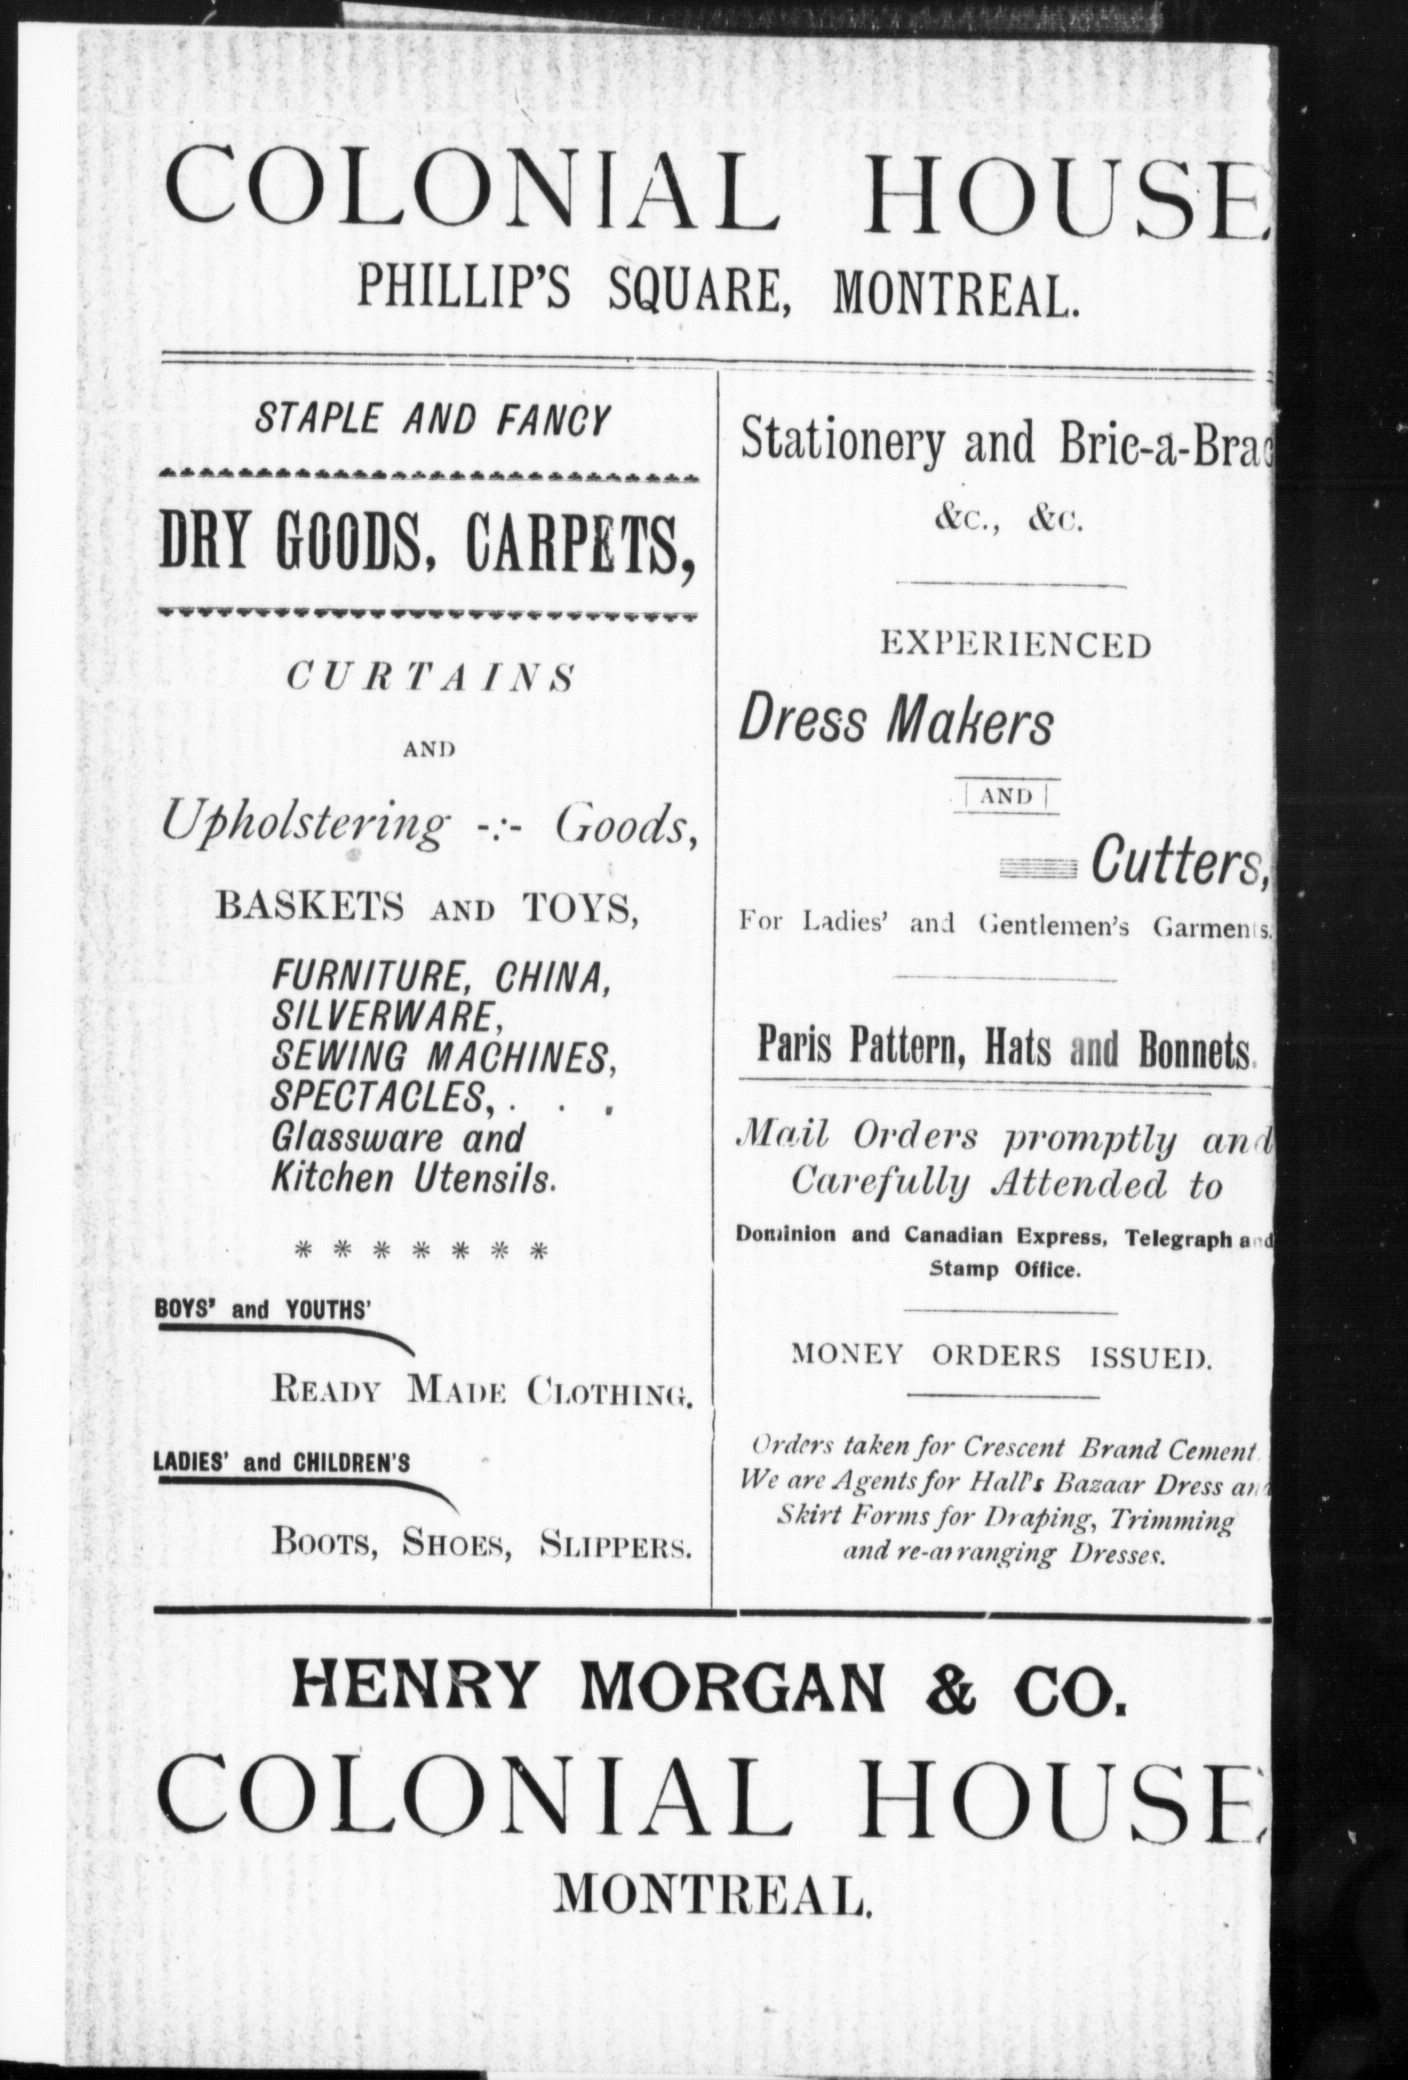 COLONIAL HOUSE
PHILLIP'S SQUARE, MONTREAL.
STAPLE AND FANCY
DRY GOODS, CARPETS,
CURTAINS
AND
Upholstering -:- Goods,
BASKETS AND TOYS,
FURNITURE, CHINA,
SILVERWARE,
SEWING MACHINES,
SPECTACLES, . . .
Glassware and
Kitchen Utensils.
* * * * * * *
BOYS' and YOUTHS'
READY MADE CLOTHING.
LADIES' and CHILDREN'S
BOOTS, SHOES, SLIPPERS.
Stationery and Bric-a-Brac
&c., &c.
EXPERIENCED
Dress Makers
AND
Cutters,
For Ladies' and Gentlemen's Garments.
Paris Pattern, Hats and Bonnets.
Mail Orders promptly and
Carefully Attended to
Dominion and Canadian Express, Telegraph and
Stamp Office.
MONEY ORDERS ISSUED.
Orders taken for Crescent Brand Cement.
We are Agents for Hall's Bazaar Dress and
Skirt Forms for Draping, Trimming
and re-arranging Dresses.
HENRY MORGAN & CO.
COLONIAL HOUSE
MONTREAL.